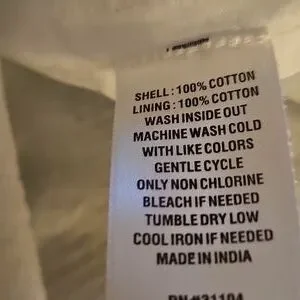 SHELL : 100% COTTON
LINING : 100% COTTON
WASH INSIDE OUT
MACHINE WASH COLD
WITH LIKE COLORS
GENTLE CYCLE
ONLY NON CHLORINE
BLEACH IF NEEDED
TUMBLE DRY LOW
COOL IRON IF NEEDED
MADE IN INDIA